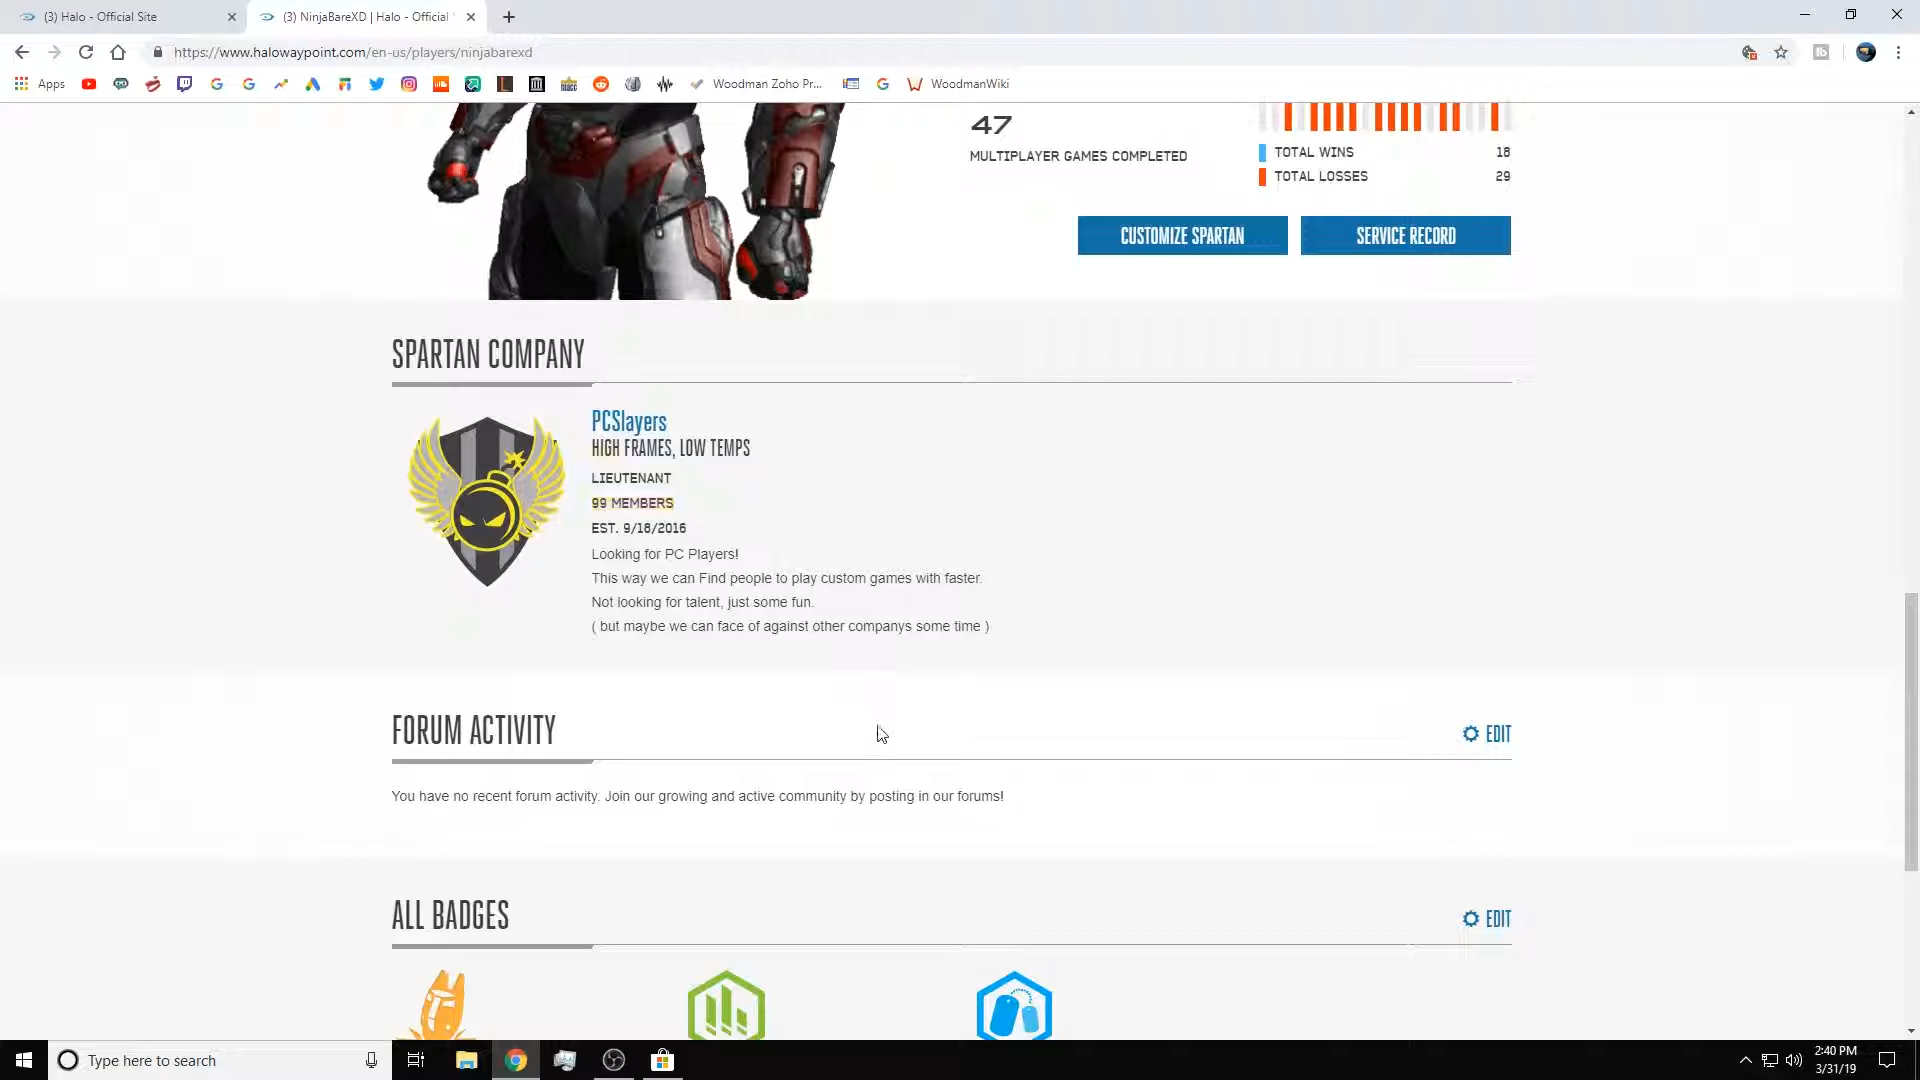 (3) Halo - Official Site
(3) NinjaBareXD | Halo - Official
https://www.halowaypoint.com/en-us/players/ninjabarexd
Apps
Woodman Zoho Pr...
WoodmanWiki
47
MULTIPLAYER GAMES COMPLETED
TOTAL WINS 18
TOTAL LOSSES 29
CUSTOMIZE SPARTAN
SERVICE RECORD
SPARTAN COMPANY
PCSlayers
HIGH FRAMES, LOW TEMPS
LIEUTENANT
99 MEMBERS
EST. 9/18/2016
Looking for PC Players!
This way we can Find people to play custom games with faster.
Not looking for talent, just some fun.
( but maybe we can face of against other companys some time )
FORUM ACTIVITY
EDIT
You have no recent forum activity. Join our growing and active community by posting in our forums!
ALL BADGES
EDIT
Type here to search
2:40 PM
3/31/19